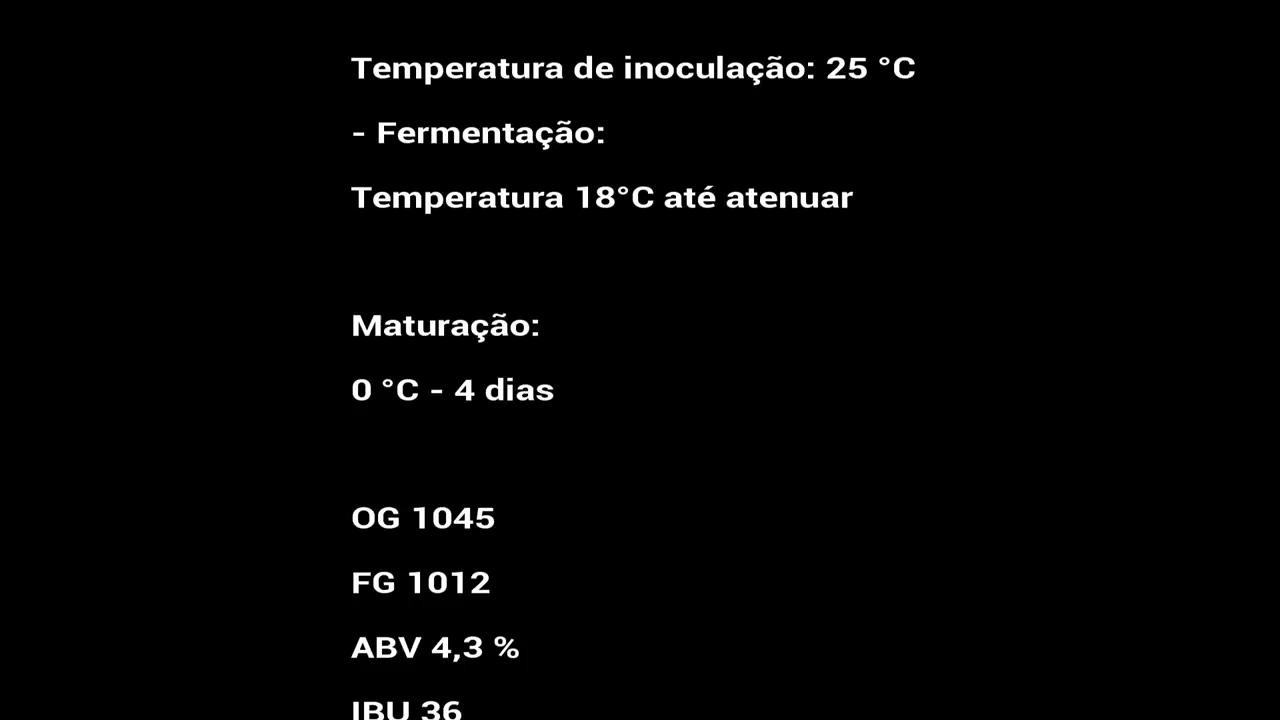 Temperatura de inoculação: 25 °C
- Fermentação:
Temperatura 18°C até atenuar
Maturação:
0 °C - 4 dias
OG 1045
FG 1012
ABV 4,3 %
IBU 36